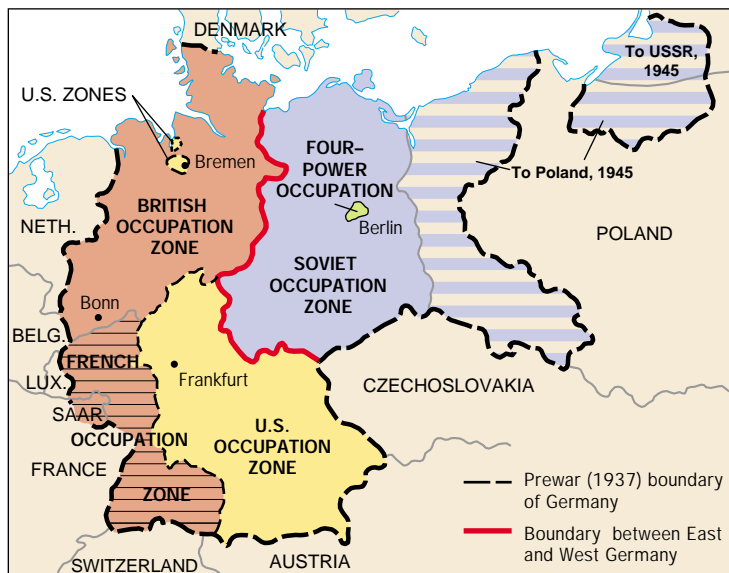 DENMARK
To USSR,
1945
U.S. ZONES
Bremen
FOUR–
POWER
OCCUPATION
To Poland, 1945
Berlin
BRITISH
OCCUPATION
ZONE
NETH.
POLAND
SOVIET
OCCUPATION
ZONE
Bonn
BELG.
FRENCH
Frankfurt
LUX.
CZECHOSLOVAKIA
SAAR
OCCUPATION
U.S.
OCCUPATION
ZONE
FRANCE
ZONE
Prewar (1937) boundary
of Germany
Boundary between East
and West Germany
SWITZERLAND
AUSTRIA